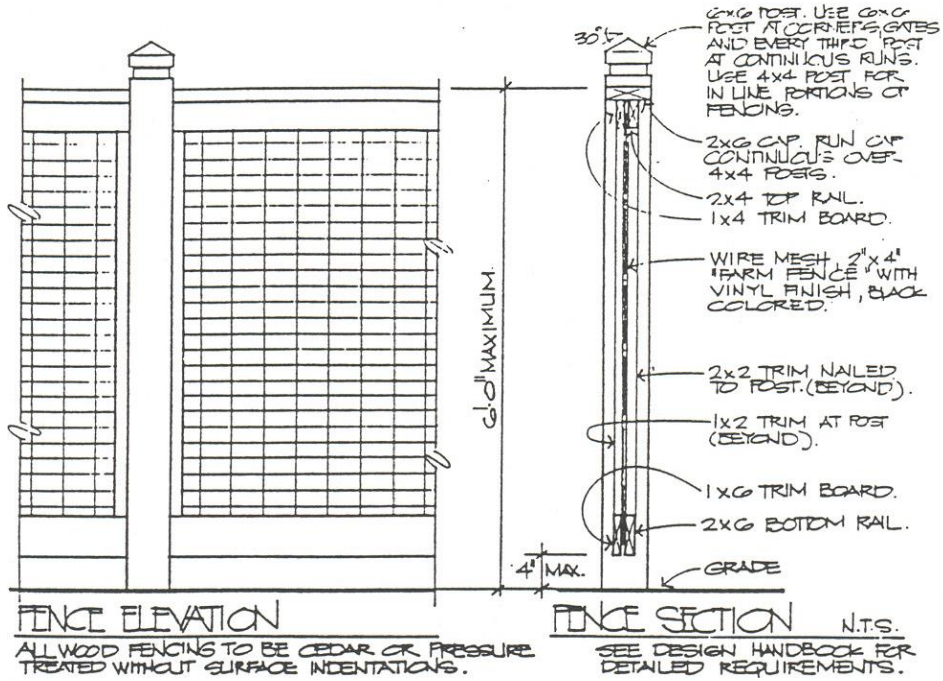 6x6 POST. USE 6x6
POST AT CORNERS, GATES
AND EVERY THIRD POST
AT CONTINUOUS RUNS.
USE 4x4 POST FOR
IN LINE PORTIONS OF
FENCING.
30°
2x6 CAP. RUN CAP
CONTINUOUS OVER
4x4 POSTS.
2x4 TOP RAIL.
1x4 TRIM BOARD.
WIRE MESH, 2"x4"
"FARM FENCE" WITH
VINYL FINISH, BLACK
COLORED.
6'-0" MAXIMUM
2x2 TRIM NAILED
TO POST. (BEYOND).
1x2 TRIM AT POST
(BEYOND).
1x6 TRIM BOARD.
2x6 BOTTOM RAIL.
4" MAX.
GRADE
FENCE ELEVATION
ALL WOOD FENCING TO BE CEDAR OR PRESSURE
TREATED WITHOUT SURFACE INDENTATIONS.
FENCE SECTION N.T.S.
SEE DESIGN HANDBOOK FOR
DETAILED REQUIREMENTS.